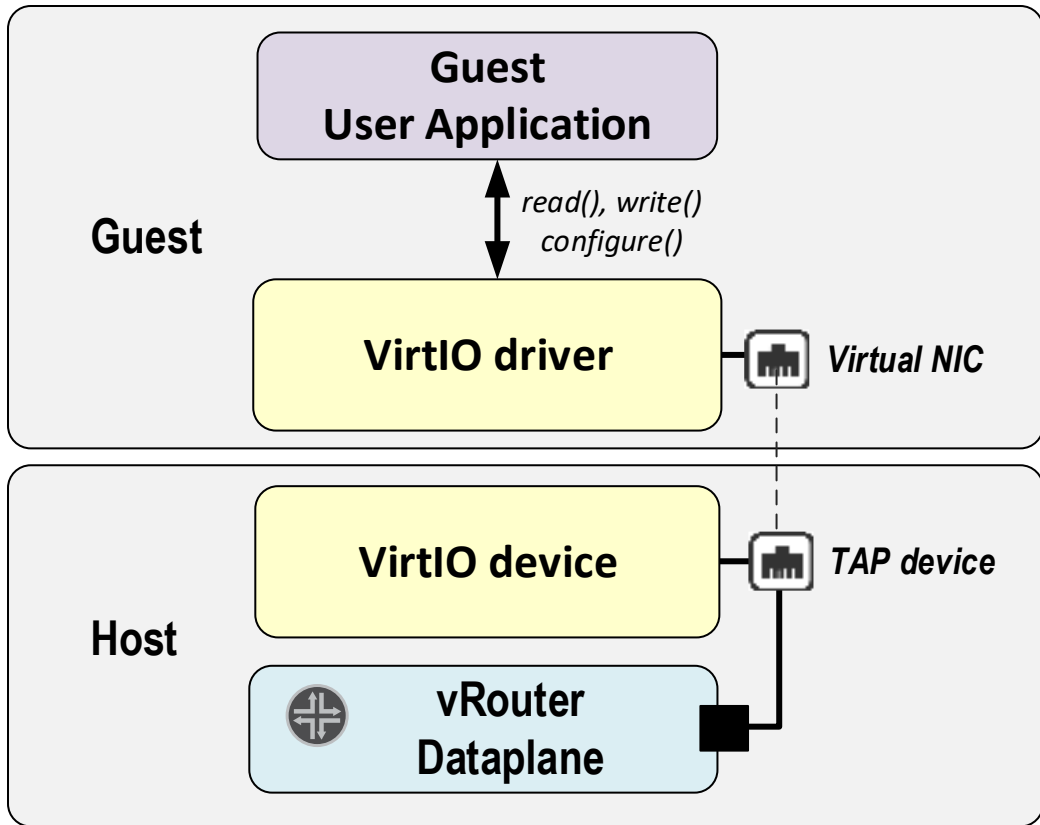 Guest
User Application
read(), write()
configure()
Guest
VirtIO driver
Virtual NIC
VirtIO device
TAP device
Host
vRouter
Dataplane